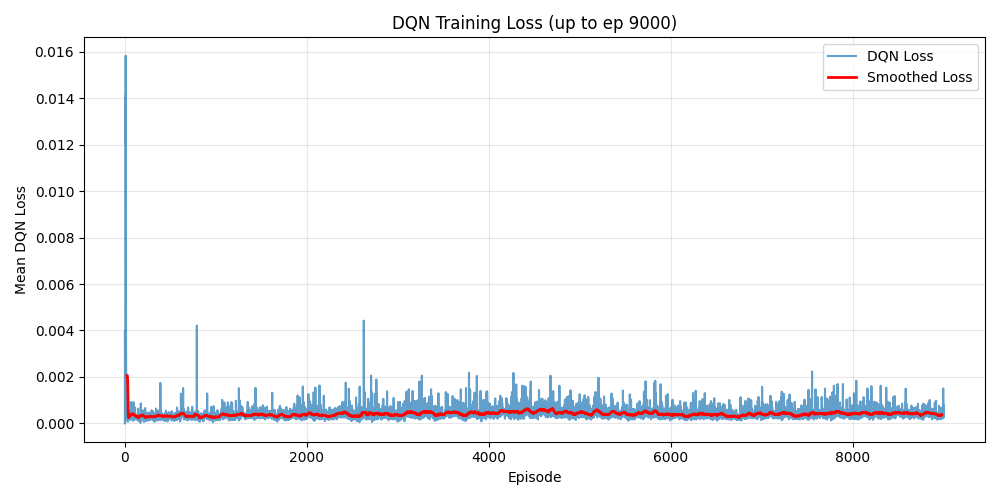 DQN Training Loss (up to ep 9000)
DQN Loss
Smoothed Loss
Mean DQN Loss
0.016
0.014
0.012
0.010
0.008
0.006
0.004
0.002
0.000
0 2000 4000 6000 8000
Episode